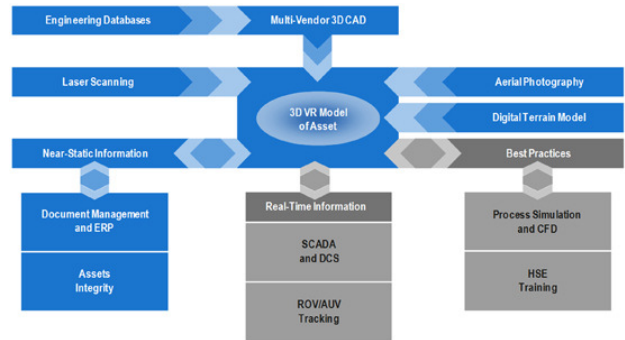 Engineering Databases
Multi-Vendor 3D CAD
Laser Scanning
Aerial Photography
3D VR Model
of Asset
Digital Terrain Model
Near-Static Information
Best Practices
Document Management
and ERP
Real-Time Information
Process Simulation
and CFD
SCADA
and DCS
Assets
Integrity
HSE
Training
ROV/AUV
Tracking